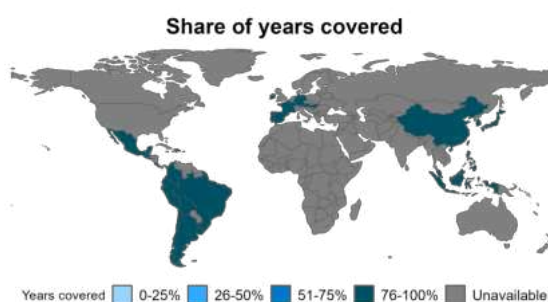 Share of years covered
Years covered 0-25% 26-50% 51-75% 76-100% Unavailable